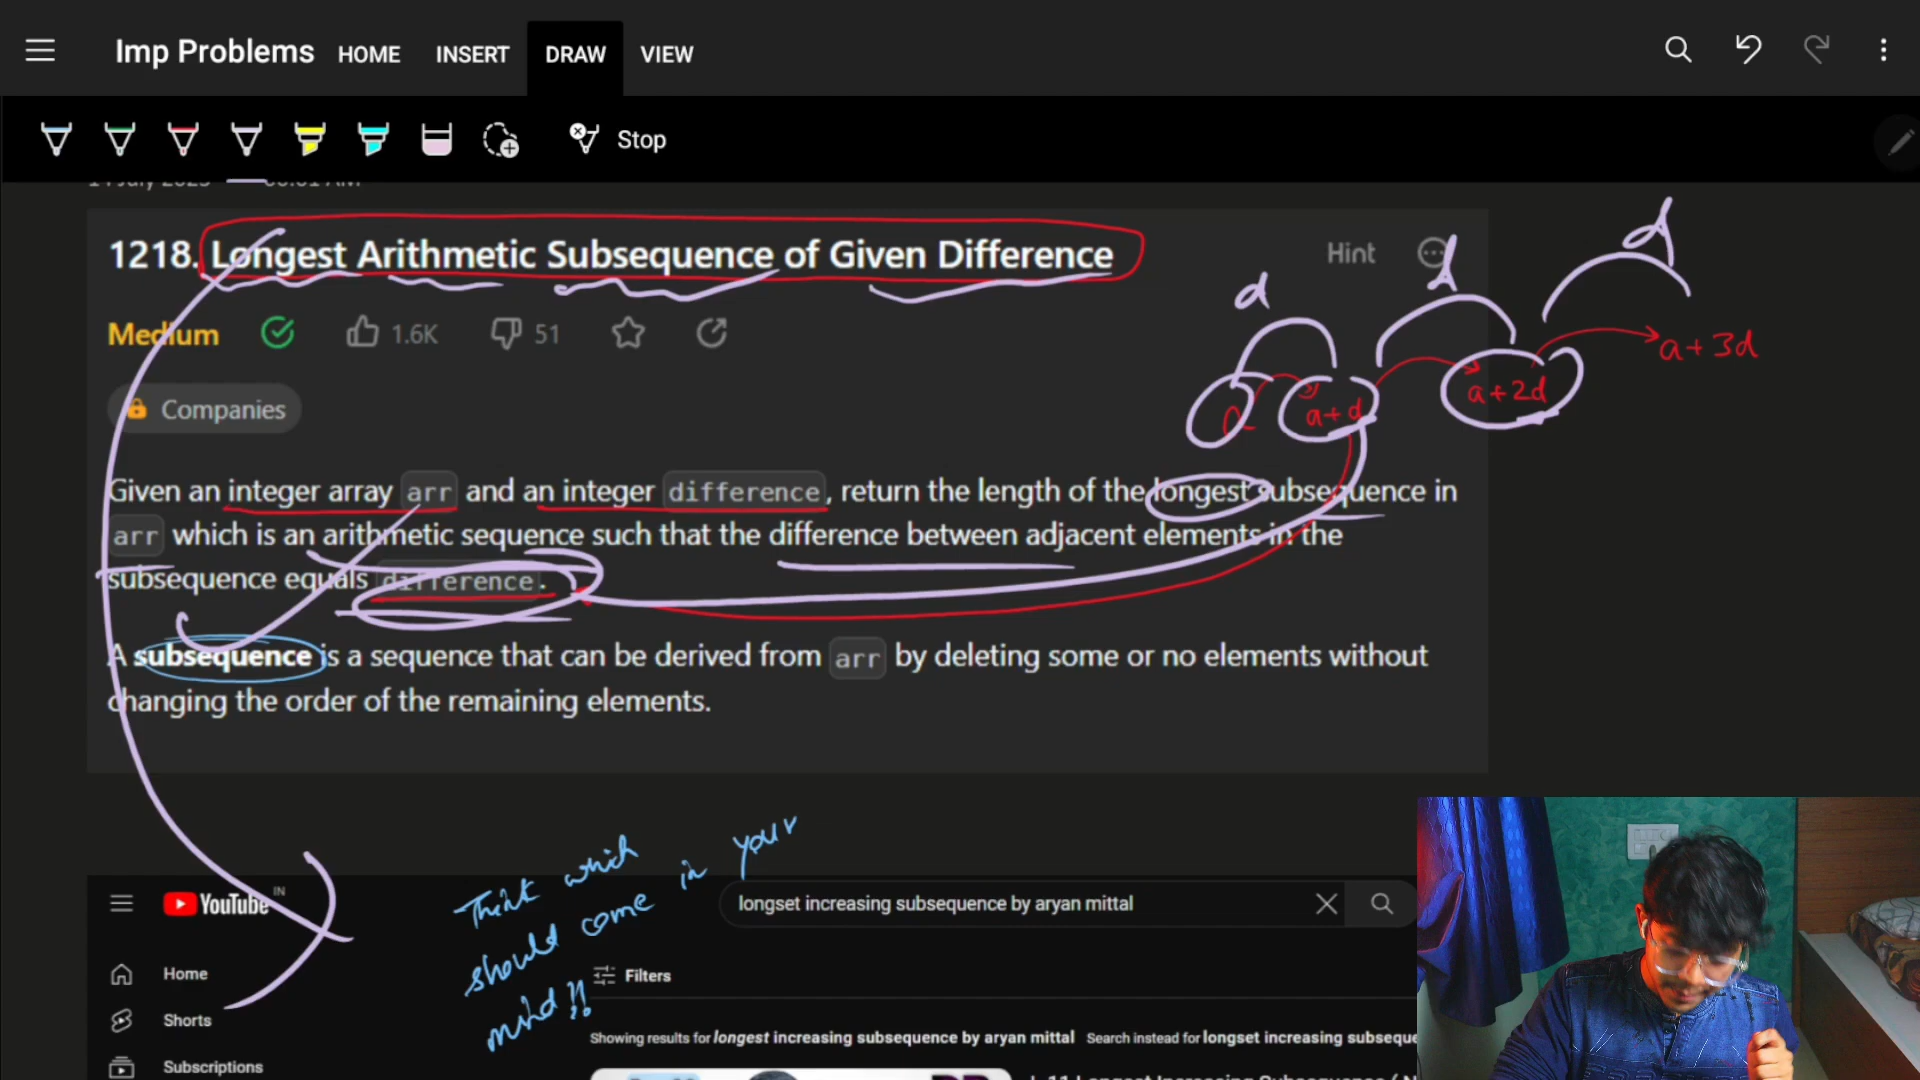 Imp Problems HOME INSERT DRAW VIEW
Stop
1218. Longest Arithmetic Subsequence of Given Difference
Hint
Medium 1.6K 51
Companies
d d d
a a+d a+2d a+3d
Given an integer array arr and an integer difference, return the length of the longest subsequence in
arr which is an arithmetic sequence such that the difference between adjacent elements in the
subsequence equals difference.
A subsequence is a sequence that can be derived from arr by deleting some or no elements without
changing the order of the remaining elements.
Think which
should come in your
mind!!
YouTube IN
longset increasing subsequence by aryan mittal
Home
Filters
Shorts
Showing results for longest increasing subsequence by aryan mittal Search instead for longset increasing subseque
Subscriptions